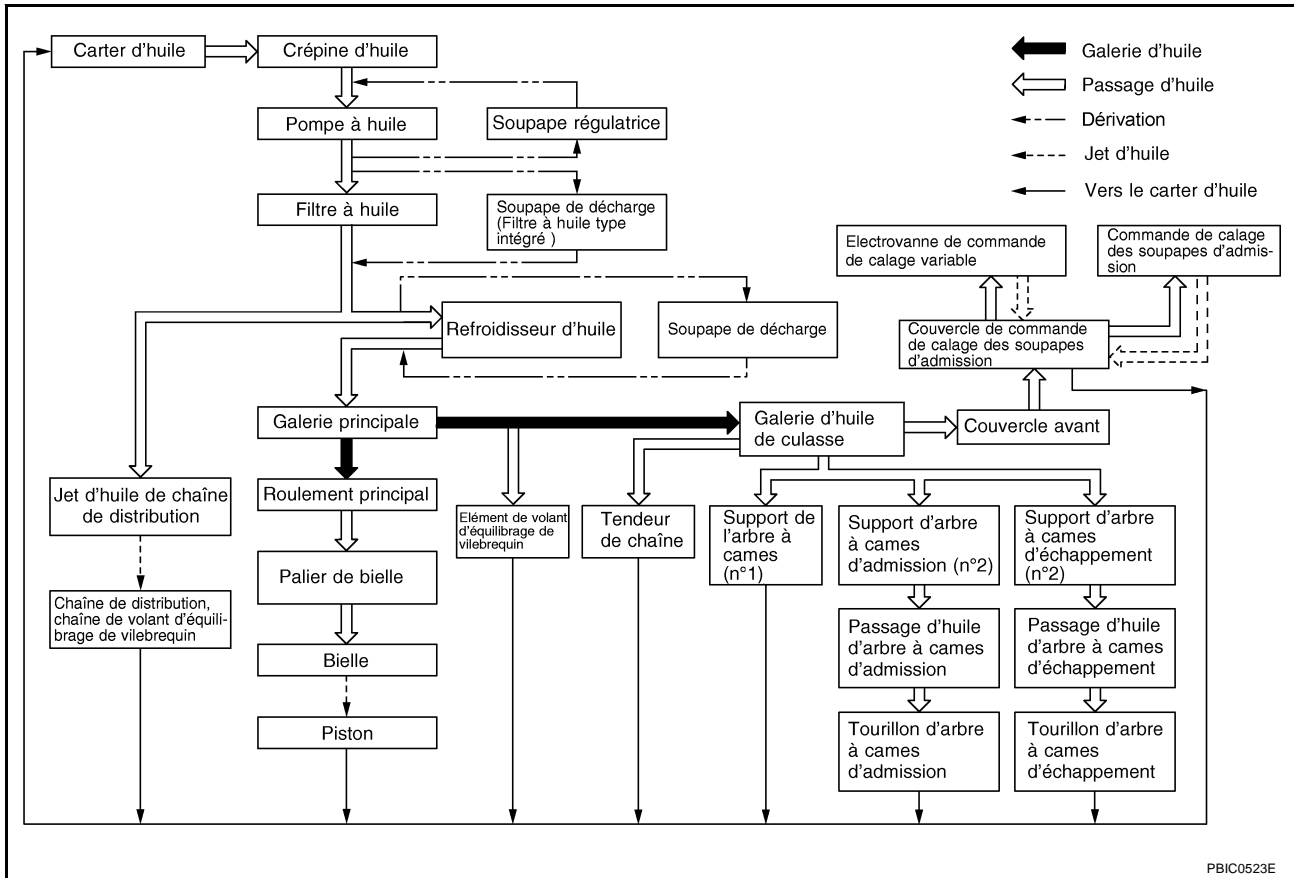 Carter d'huile
Crépine d'huile
Galerie d'huile
Passage d'huile
Dérivation
Jet d'huile
Vers le carter d'huile
Pompe à huile
Soupape régulatrice
Filtre à huile
Soupape de décharge
(Filtre à huile type
intégré )
Electrovanne de commande
de calage variable
Commande de calage
des soupapes d'admis-
sion
Refroidisseur d'huile
Soupape de décharge
Couvercle de commande
de calage des soupapes
d'admission
Galerie principale
Galerie d'huile
de culasse
Couvercle avant
Jet d'huile de chaîne
de distribution
Roulement principal
Elément de volant
d'équilibrage de
vilebrequin
Tendeur
de chaîne
Support de
l'arbre à
cames
(n°1)
Support d'arbre
à cames
d'admission (n°2)
Support d'arbre
à cames
d'échappement
(n°2)
Palier de bielle
Chaîne de distribution,
chaîne de volant d'équili-
brage de vilebrequin
Passage d'huile
d'arbre à cames
d'admission
Passage d'huile
d'arbre à cames
d'échappement
Bielle
Piston
Tourillon d'arbre
à cames
d'admission
Tourillon d'arbre
à cames
d'échappement
PBIC0523E